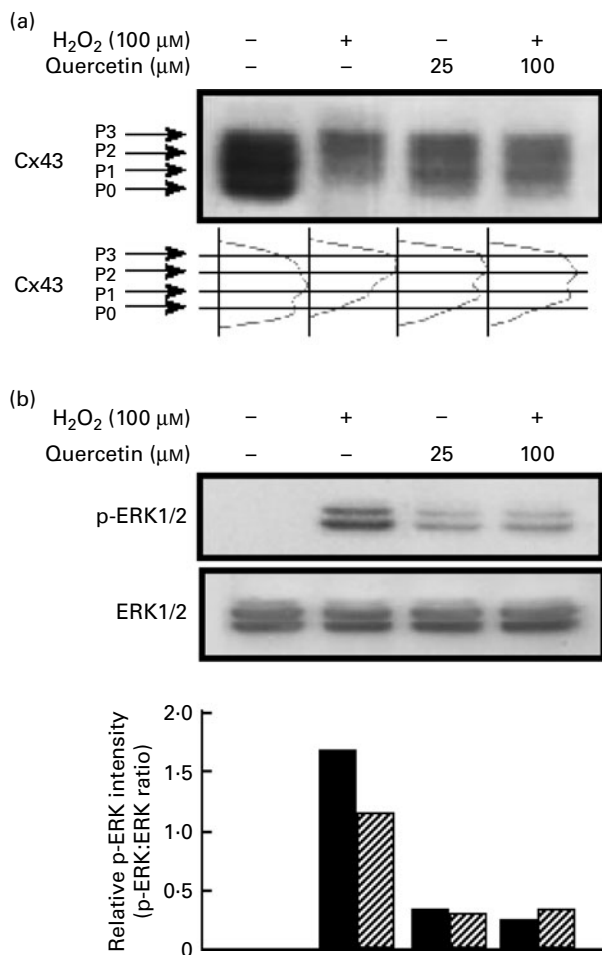 (a)
H₂O₂ (100 μM) – + – +
Quercetin (μM) – – 25 100
P3
P2
Cx43
P1
P0
P3
P2
Cx43
P1
P0
(b)
H₂O₂ (100 μM) – + – +
Quercetin (μM) – – 25 100
p-ERK1/2
ERK1/2
Relative p-ERK intensity
(p-ERK:ERK ratio)
2·0
1·5
1·0
0·5
0